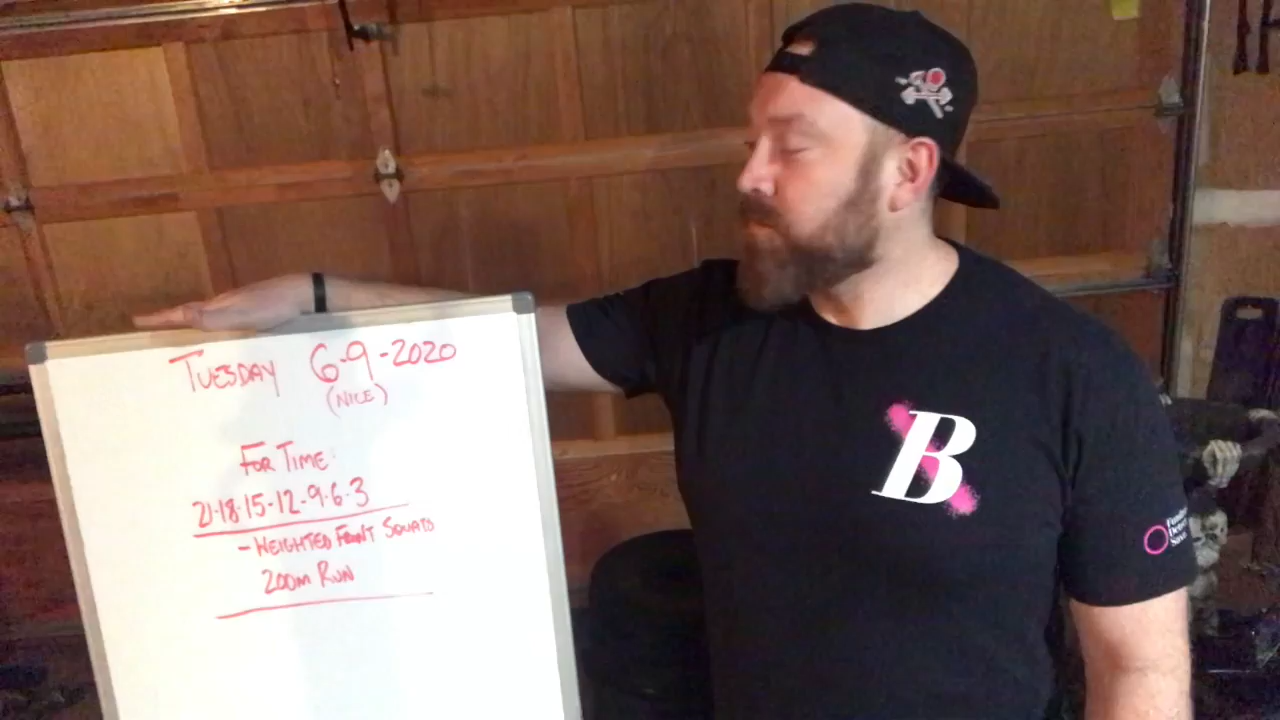 TUESDAY 6-9-2020
(NICE)
FOR TIME:
21-18-15-12-9-6-3
- WEIGHTED FRONT SQUATS
200M RUN
B